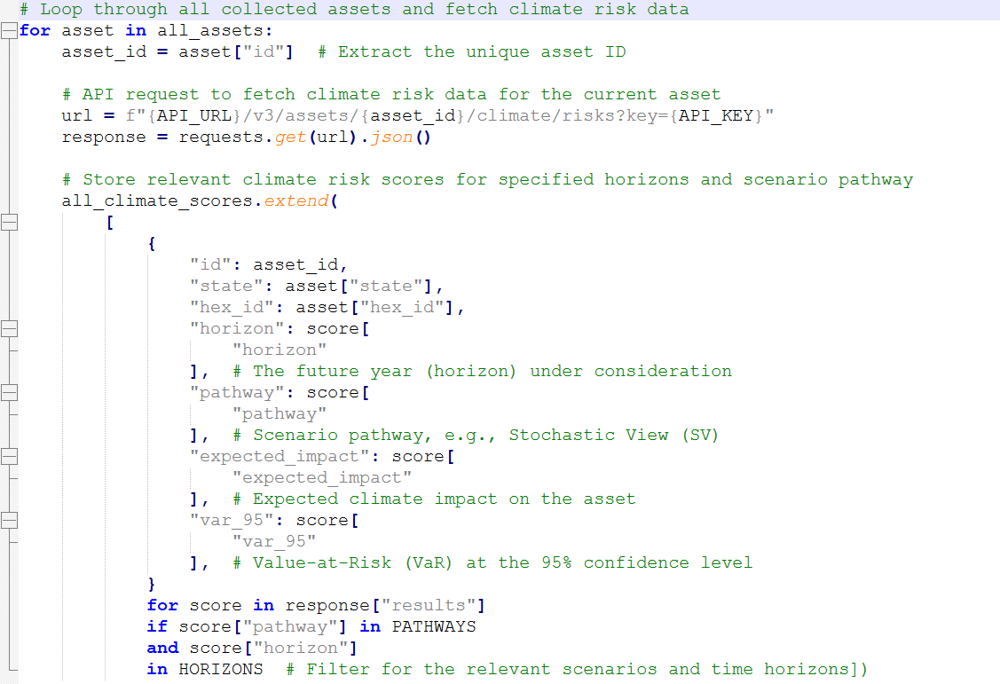 # Loop through all collected assets and fetch climate risk data
for asset in all_assets:
    asset_id = asset["id"]  # Extract the unique asset ID

    # API request to fetch climate risk data for the current asset
    url = f"{API_URL}/v3/assets/{asset_id}/climate/risks?key={API_KEY}"
    response = requests.get(url).json()

    # Store relevant climate risk scores for specified horizons and scenario pathway
    all_climate_scores.extend(
        [
            {
                "id": asset_id,
                "state": asset["state"],
                "hex_id": asset["hex_id"],
                "horizon": score[
                    "horizon"
                ],  # The future year (horizon) under consideration
                "pathway": score[
                    "pathway"
                ],  # Scenario pathway, e.g., Stochastic View (SV)
                "expected_impact": score[
                    "expected_impact"
                ],  # Expected climate impact on the asset
                "var_95": score[
                    "var_95"
                ],  # Value-at-Risk (VaR) at the 95% confidence level
            }
            for score in response["results"]
            if score["pathway"] in PATHWAYS
            and score["horizon"]
            in HORIZONS  # Filter for the relevant scenarios and time horizons])